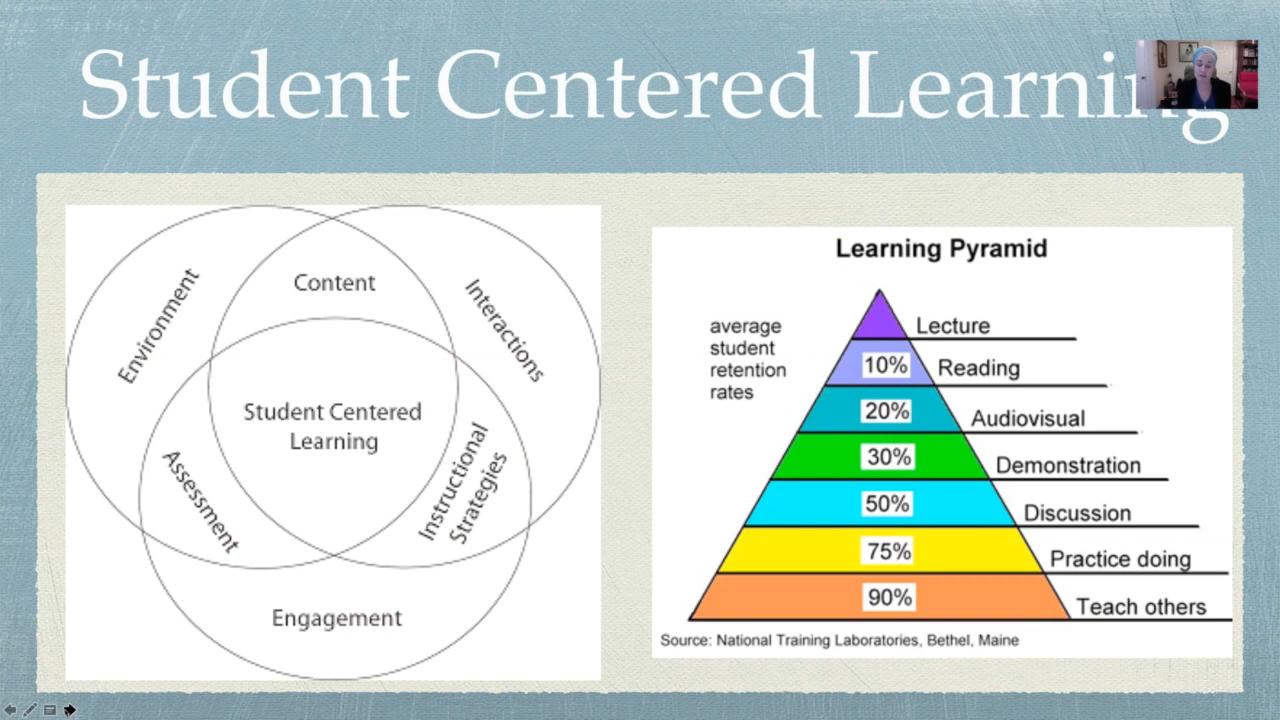 Student Centered Learning
Environment
Content
Interactions
Student Centered
Learning
Assessment
Instructional
Strategies
Engagement
Learning Pyramid
average
student
retention
rates
Lecture
10%
Reading
20%
Audiovisual
30%
Demonstration
50%
Discussion
75%
Practice doing
90%
Teach others
Source: National Training Laboratories, Bethel, Maine